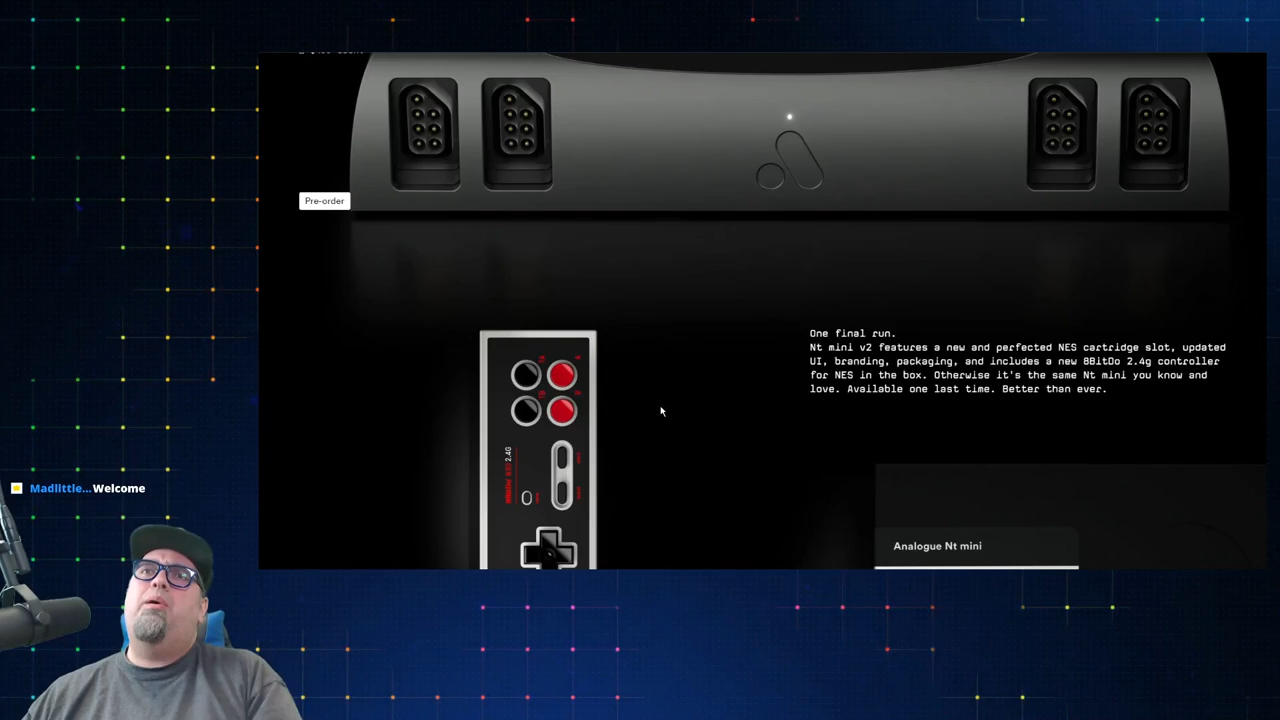 Pre-order
One final run.
Nt mini v2 features a new and perfected NES cartridge slot, updated
UI, branding, packaging, and includes a new 8BitDo 2.4g controller
for NES in the box. Otherwise it's the same Nt mini you know and
love. Available one last time. Better than ever.
2.4G
Analogue Nt mini
Madlittle...Welcome